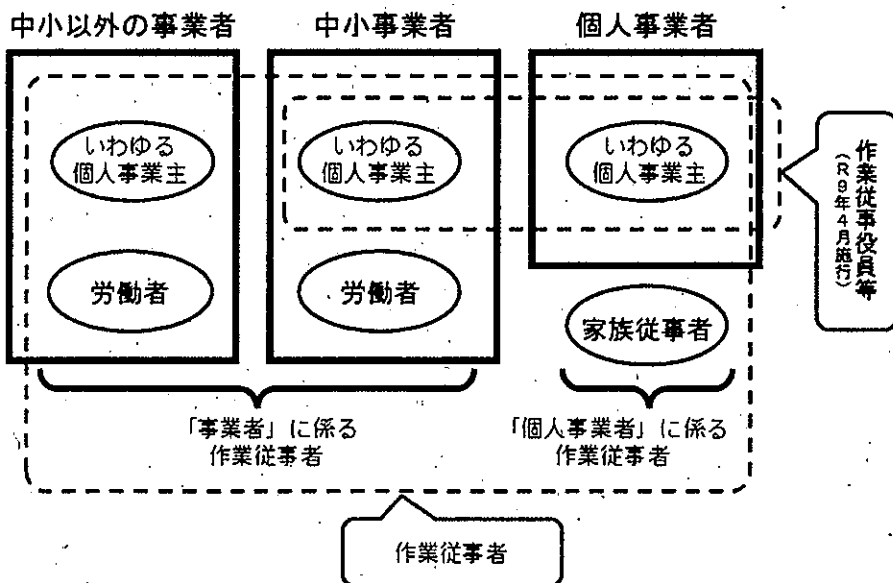 中小以外の事業者
中小事業者
個人事業者
いわゆる
個人事業主
いわゆる
個人事業主
いわゆる
個人事業主
作業従事役員等
（R9年4月施行）
労働者
労働者
家族従事者
「事業者」に係る
作業従事者
「個人事業者」に係る
作業従事者
作業従事者